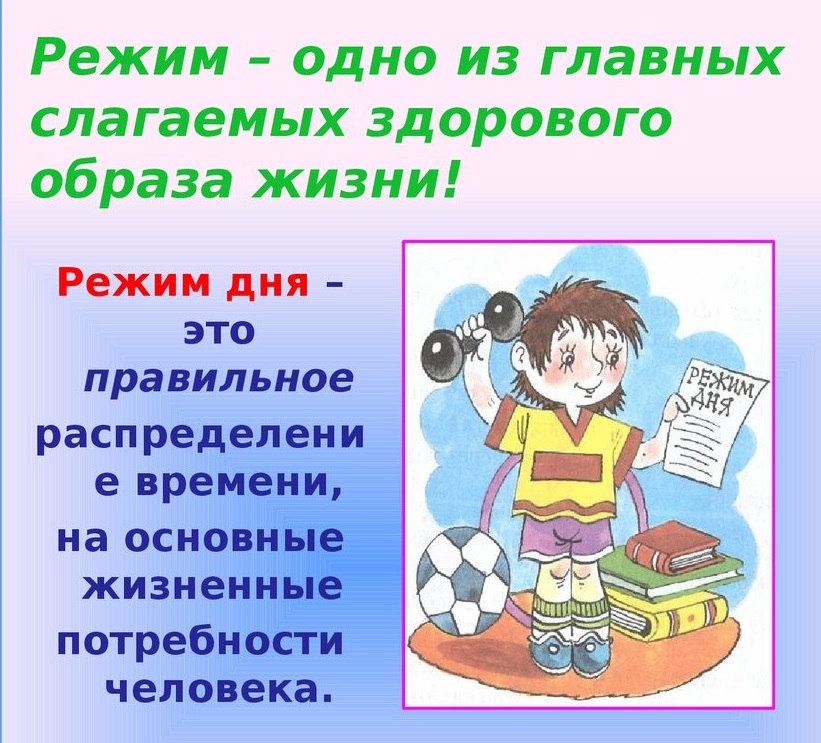 Режим – одно из главных
слагаемых здорового
образа жизни!
Режим дня –
это
правильное
распределени
е времени,
на основные
жизненные
потребности
человека.
РЕЖИМ
ДНЯ